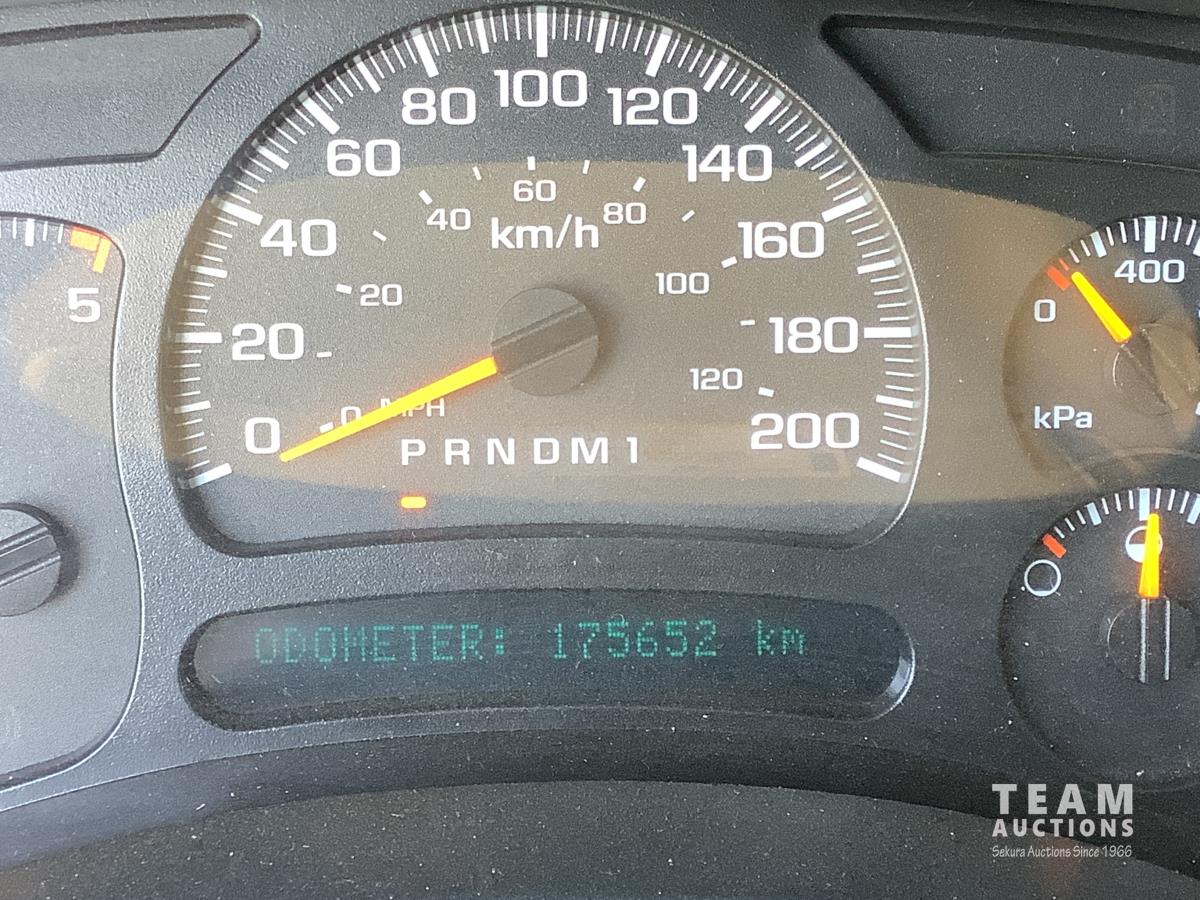 80 100 120
60 140
40 60 80
km/h
40 160
20 100
400
0
5
20 180
120
0 0 MPH 200
kPa
PRNDM1
ODOMETER: 175652 km
TEAM
AUCTIONS
Sekura Auctions Since 1966